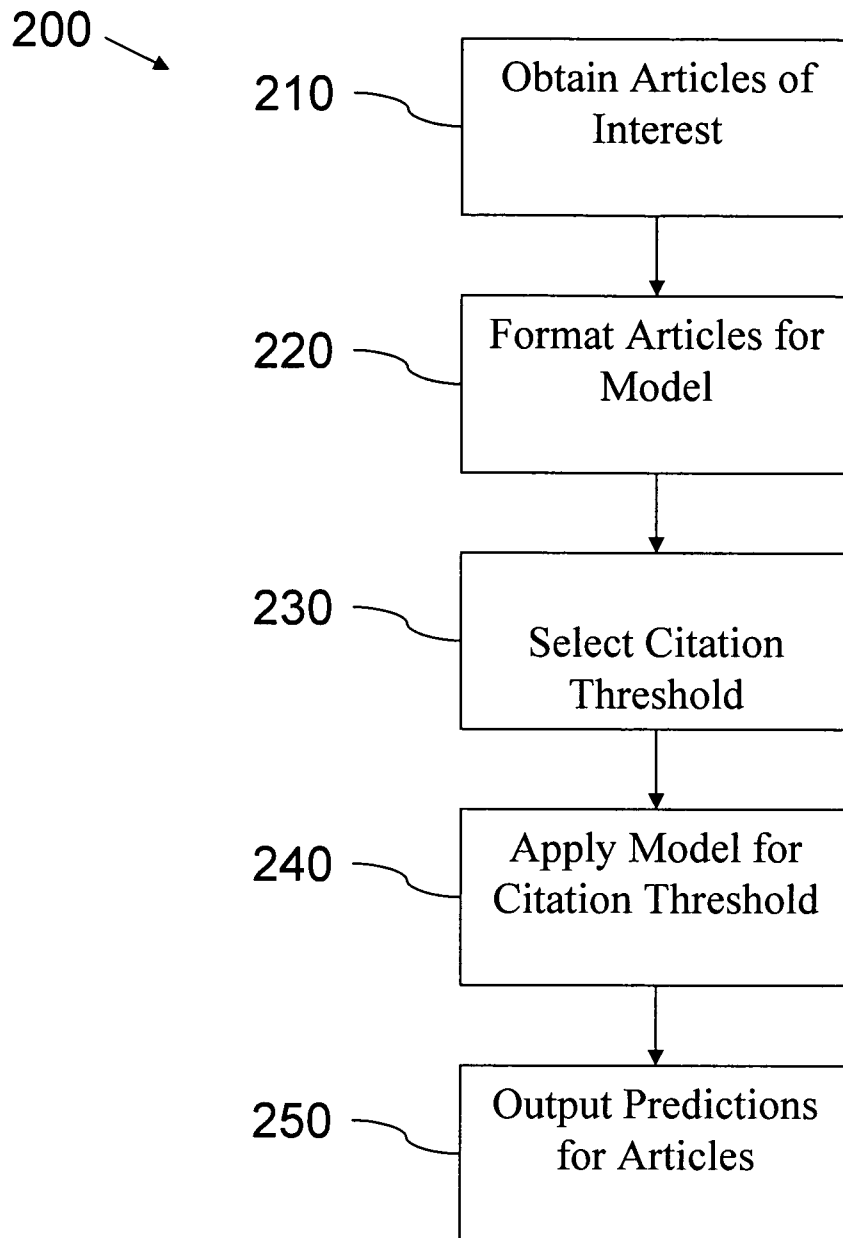 200
210
Obtain Articles of
Interest
220
Format Articles for
Model
230
Select Citation
Threshold
240
Apply Model for
Citation Threshold
250
Output Predictions
for Articles